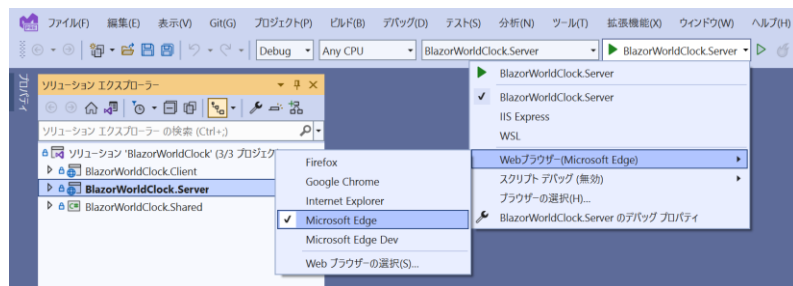 ファイル(F) 編集(E) 表示(V) Git(G) プロジェクト(P) ビルド(B) デバッグ(D) テスト(S) 分析(N) ツール(T) 拡張機能(X) ウィンドウ(W) ヘルプ(H)
Debug Any CPU BlazorWorldClock.Server BlazorWorldClock.Server
プロパティ
ソリューション エクスプローラー
ソリューション エクスプローラー の検索 (Ctrl+;)
ソリューション 'BlazorWorldClock' (3/3 プロジェク
BlazorWorldClock.Client
BlazorWorldClock.Server
BlazorWorldClock.Shared
BlazorWorldClock.Server
BlazorWorldClock.Server
IIS Express
WSL
Webブラウザー(Microsoft Edge)
スクリプト デバッグ (無効)
ブラウザーの選択(H)...
BlazorWorldClock.Server のデバッグ プロパティ
Firefox
Google Chrome
Internet Explorer
Microsoft Edge
Microsoft Edge Dev
Web ブラウザーの選択(S)...